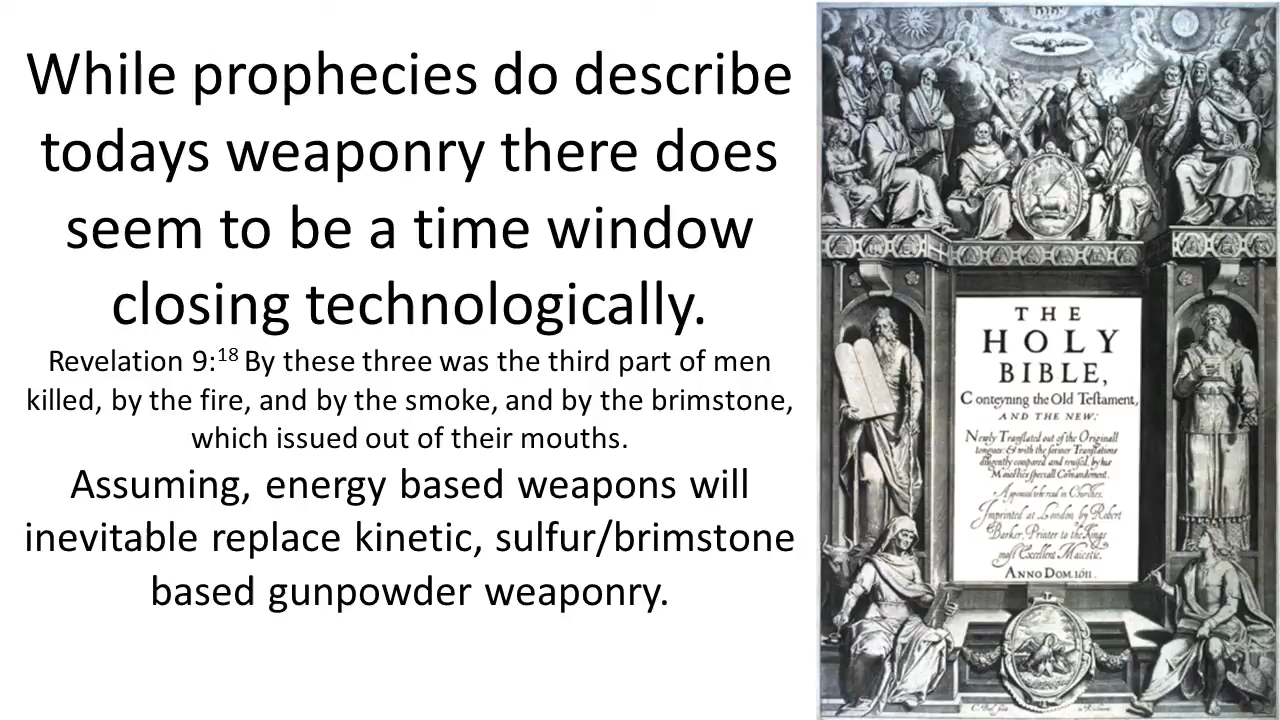 While prophecies do describe
todays weaponry there does
seem to be a time window
closing technologically.
Revelation 9:18 By these three was the third part of men
killed, by the fire, and by the smoke, and by the brimstone,
which issued out of their mouths.
Assuming, energy based weapons will
inevitable replace kinetic, sulfur/brimstone
based gunpowder weaponry.
THE
HOLY
BIBLE,
Conteyning the Old Testament,
AND THE NEW:
Newly Translated out of the Originall
tongues: & with the former Translations
diligently compared and reuised, by his
Maiesties speciall Comandement.
Appointed to be read in Churches.
Imprinted at London by Robert
Barker, Printer to the Kings
most Excellent Maiestie.
ANNO DOM. 1611.